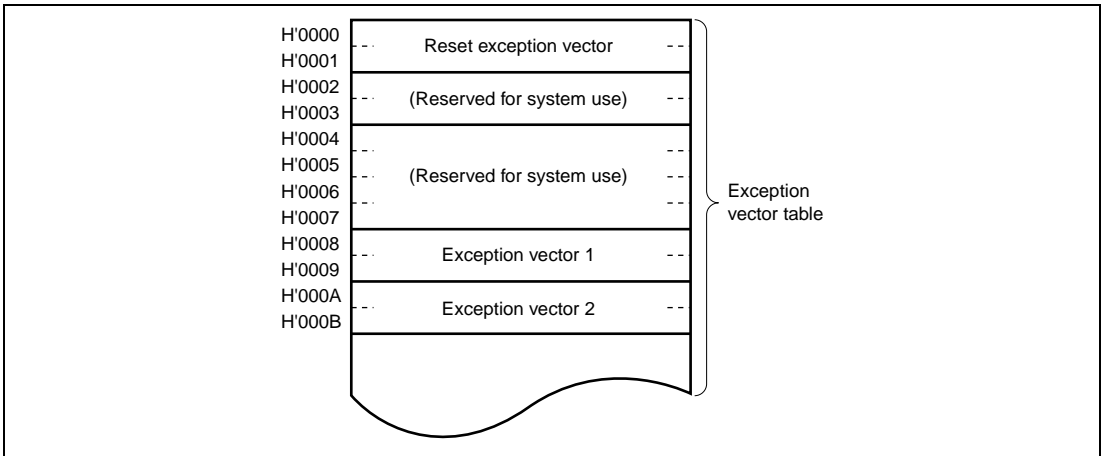 H'0000
Reset exception vector
H'0001
H'0002
(Reserved for system use)
H'0003
H'0004
H'0005
(Reserved for system use)
H'0006
H'0007
H'0008
Exception vector 1
H'0009
H'000A
Exception vector 2
H'000B
Exception
vector table